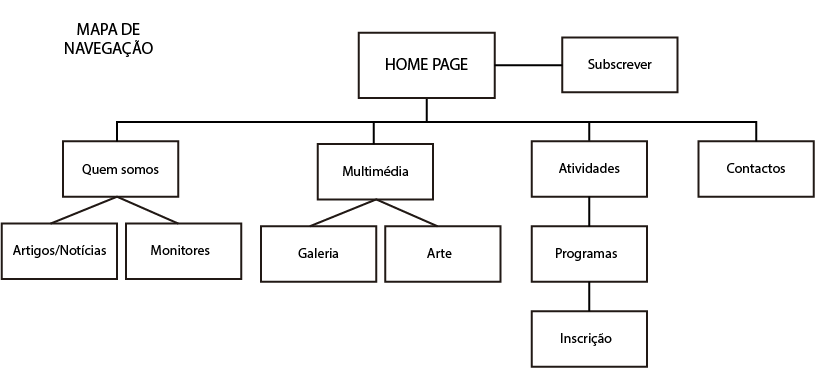 MAPA DE
NAVEGAÇÃO
HOME PAGE
Subscrever
Quem somos
Multimédia
Atividades
Contactos
Artigos/Notícias
Monitores
Galeria
Arte
Programas
Inscrição